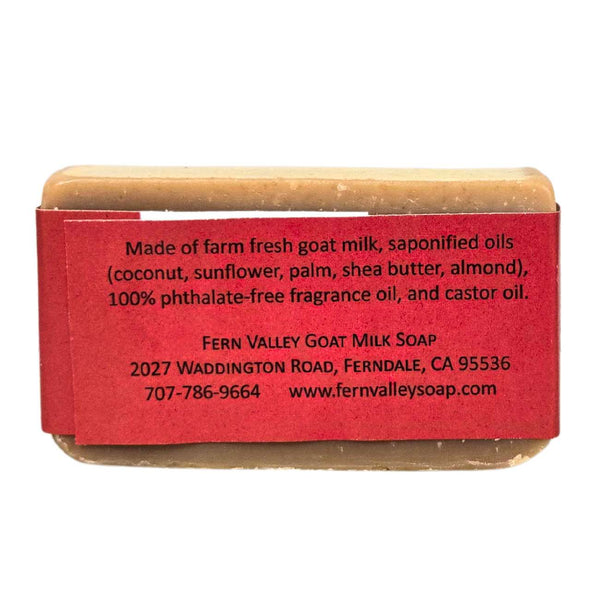 Made of farm fresh goat milk, saponified oils
(coconut, sunflower, palm, shea butter, almond),
100% phthalate-free fragrance oil, and castor oil.
Fern Valley Goat Milk Soap
2027 Waddington Road, Ferndale, CA 95536
707-786-9664 www.fernvalleysoap.com